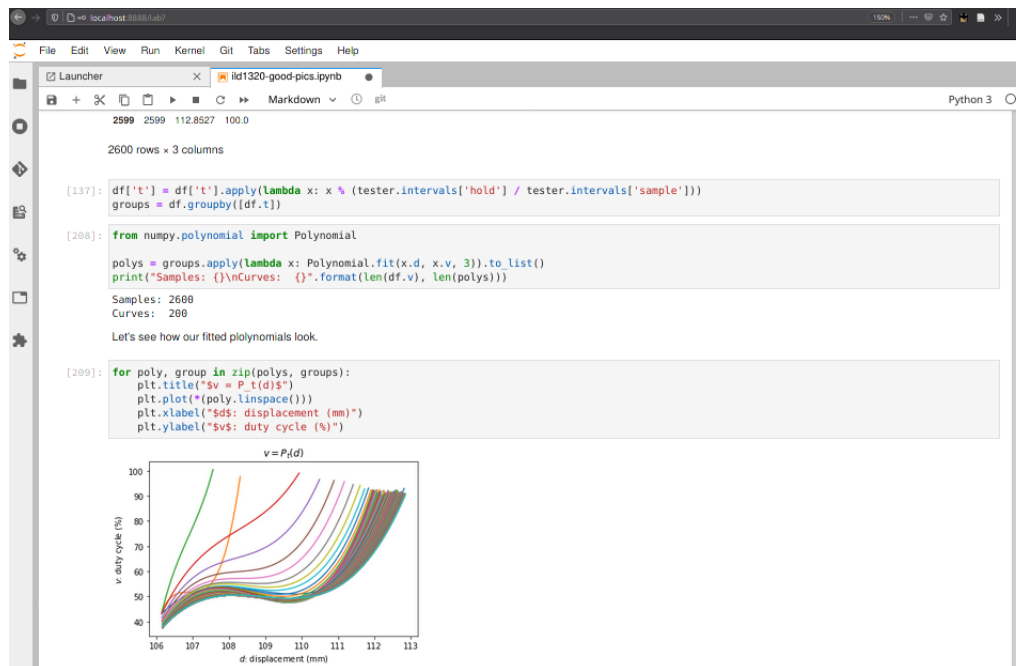 localhost:8888/lab?
150%
File Edit View Run Kernel Git Tabs Settings Help
Launcher
ild1320-good-pics.ipynb
Markdown
git
Python 3
2599 2599 112.8527 100.0
2600 rows × 3 columns
[137]: df['t'] = df['t'].apply(lambda x: x % (tester.intervals['hold'] / tester.intervals['sample']))
groups = df.groupby([df.t])
[208]: from numpy.polynomial import Polynomial
polys = groups.apply(lambda x: Polynomial.fit(x.d, x.v, 3)).to_list()
print("Samples: {}\nCurves:  {}".format(len(df.v), len(polys)))
Samples: 2600
Curves:  200
Let's see how our fitted plolynomials look.
[209]: for poly, group in zip(polys, groups):
plt.title("$v = P_t(d)$")
plt.plot(*(poly.linspace()))
plt.xlabel("$d$: displacement (mm)")
plt.ylabel("$v$: duty cycle (%)")
v = Pt(d)
100
90
80
70
60
50
40
v: duty cycle (%)
106 107 108 109 110 111 112 113
d: displacement (mm)